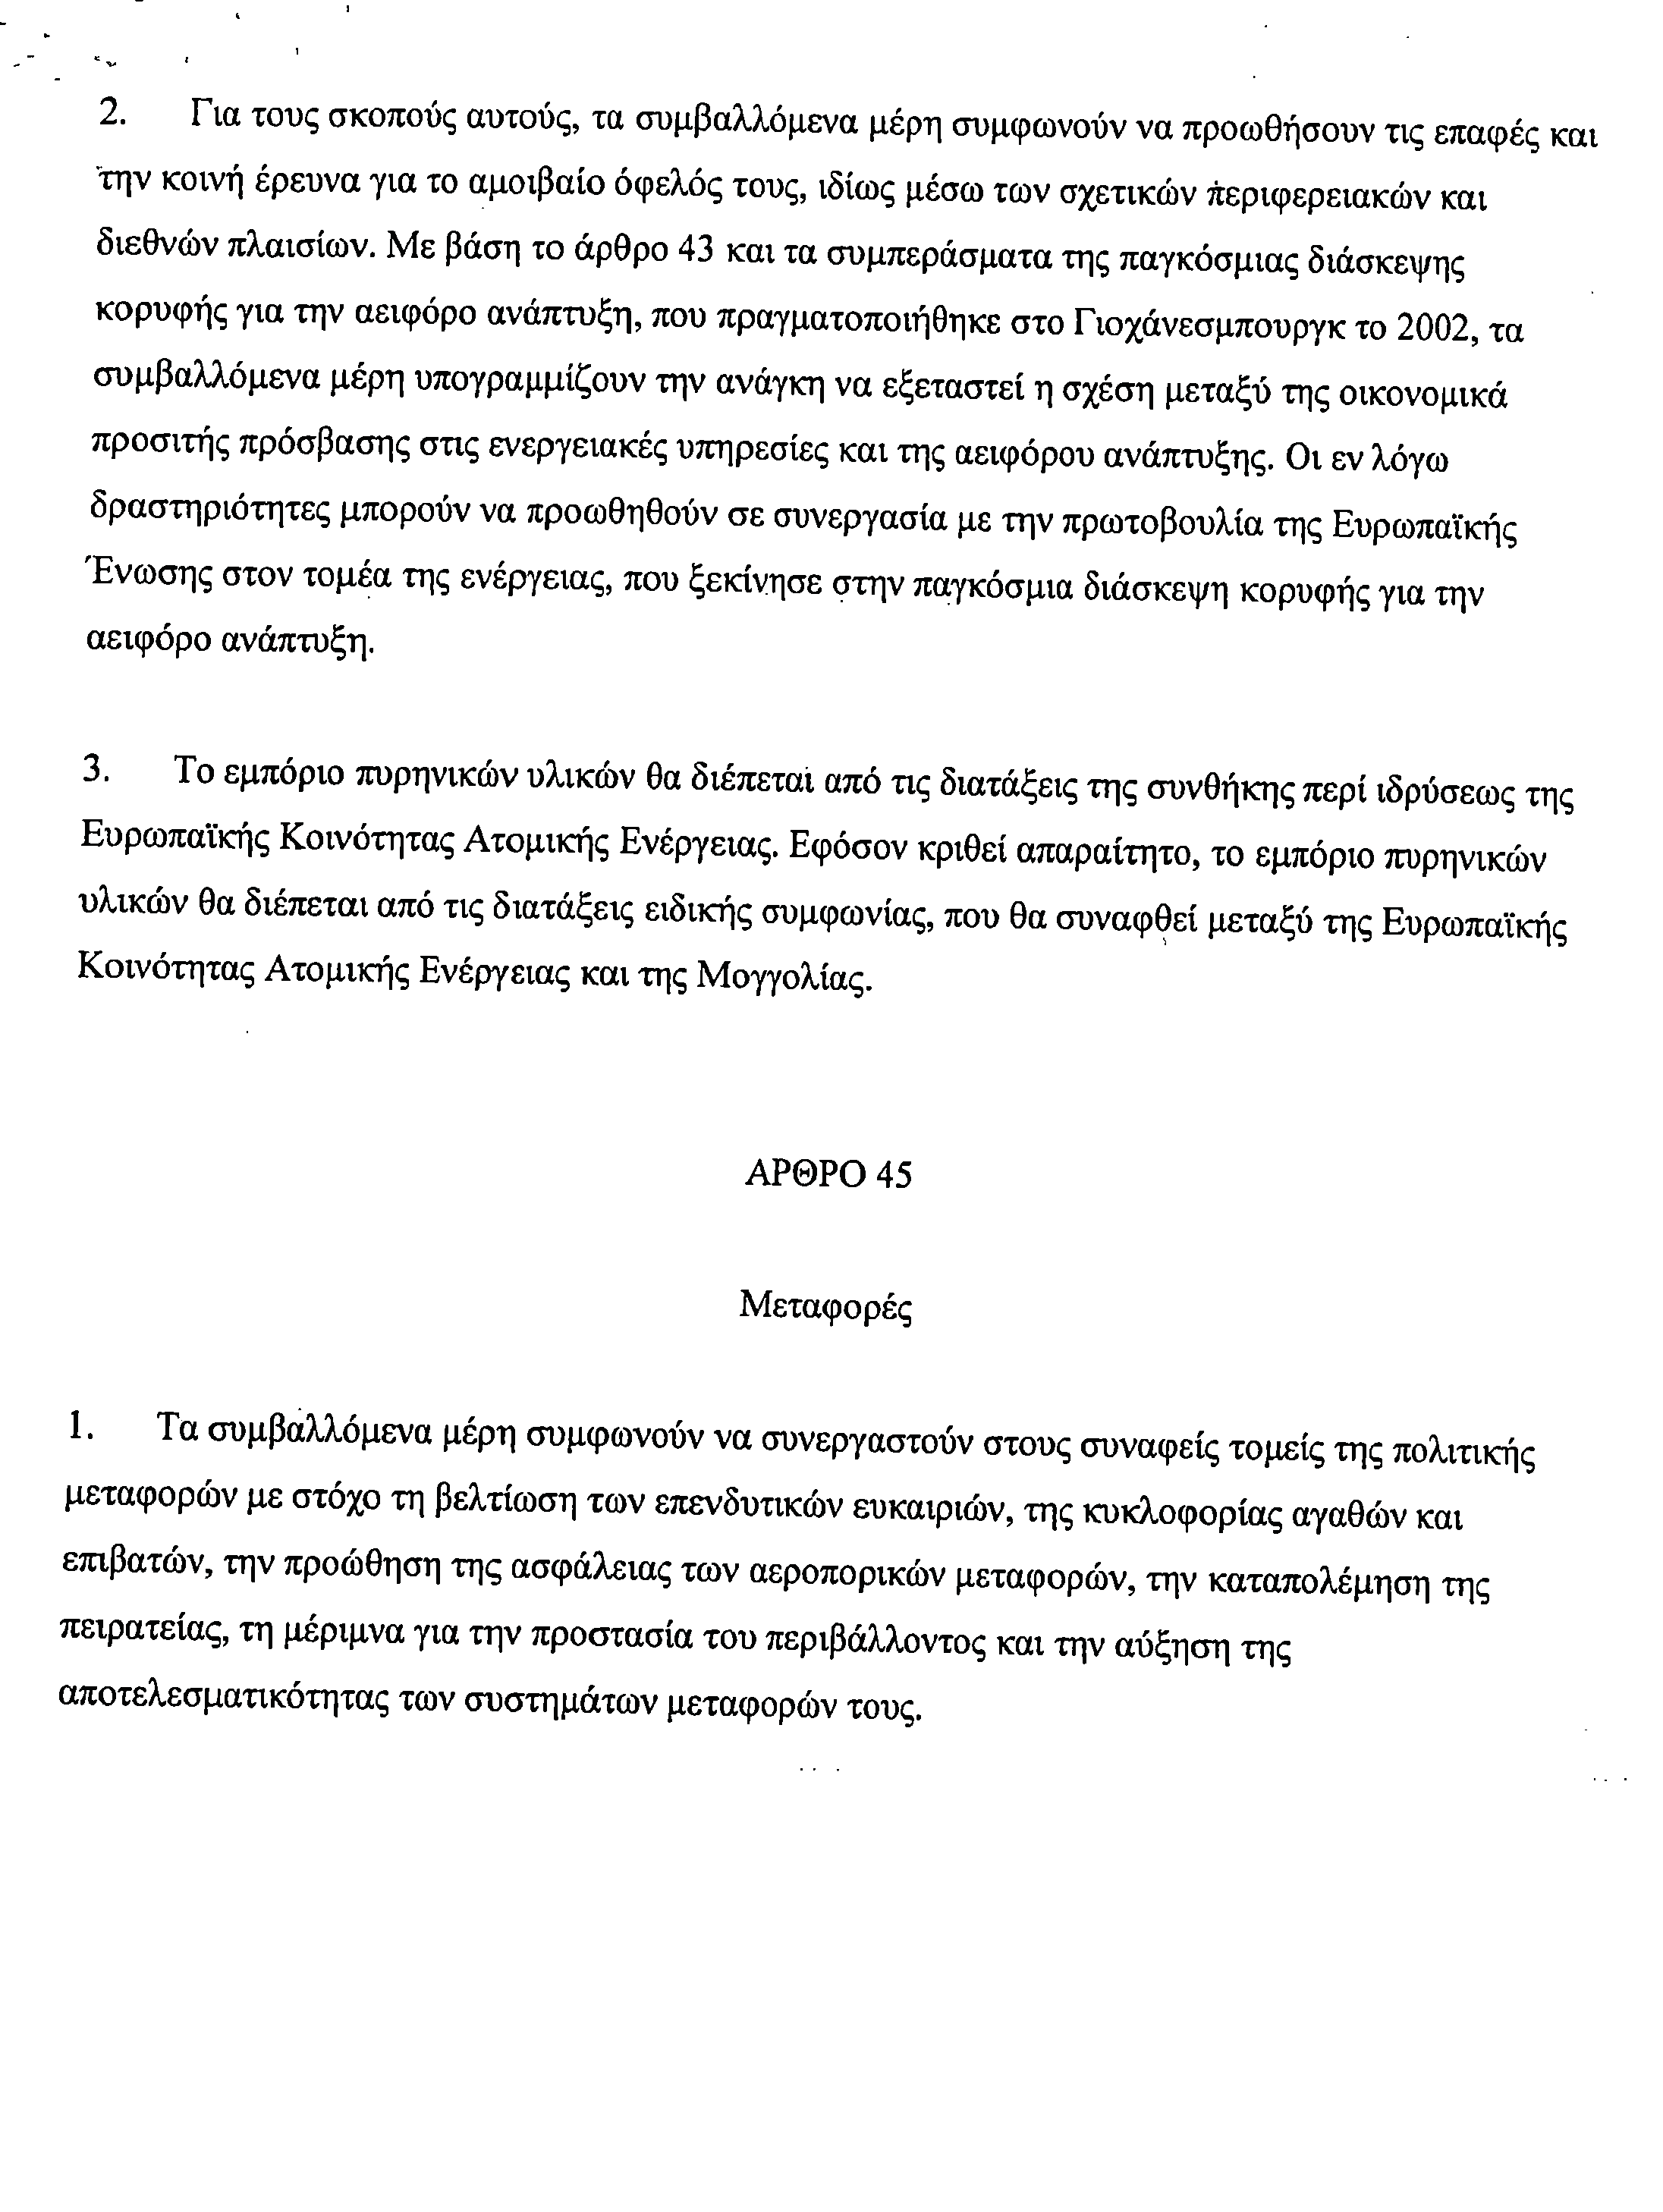 2. Για τους σκοπούς αυτούς, τα συμβαλλόμενα μέρη συμφωνούν να προωθήσουν τις επαφές και
την κοινή έρευνα για το αμοιβαίο όφελός τους, ιδίως μέσω των σχετικών περιφερειακών και
διεθνών πλαισίων. Με βάση το άρθρο 43 και τα συμπεράσματα της παγκόσμιας διάσκεψης
κορυφής για την αειφόρο ανάπτυξη, που πραγματοποιήθηκε στο Γιοχάνεσμπουργκ το 2002, τα
συμβαλλόμενα μέρη υπογραμμίζουν την ανάγκη να εξεταστεί η σχέση μεταξύ της οικονομικά
προσιτής πρόσβασης στις ενεργειακές υπηρεσίες και της αειφόρου ανάπτυξης. Οι εν λόγω
δραστηριότητες μπορούν να προωθηθούν σε συνεργασία με την πρωτοβουλία της Ευρωπαϊκής
Ένωσης στον τομέα της ενέργειας, που ξεκίνησε στην παγκόσμια διάσκεψη κορυφής για την
αειφόρο ανάπτυξη.
3. Το εμπόριο πυρηνικών υλικών θα διέπεται από τις διατάξεις της συνθήκης περί ιδρύσεως της
Ευρωπαϊκής Κοινότητας Ατομικής Ενέργειας. Εφόσον κριθεί απαραίτητο, το εμπόριο πυρηνικών
υλικών θα διέπεται από τις διατάξεις ειδικής συμφωνίας, που θα συναφθεί μεταξύ της Ευρωπαϊκής
Κοινότητας Ατομικής Ενέργειας και της Μογγολίας.
ΑΡΘΡΟ 45
Μεταφορές
1. Τα συμβαλλόμενα μέρη συμφωνούν να συνεργαστούν στους συναφείς τομείς της πολιτικής
μεταφορών με στόχο τη βελτίωση των επενδυτικών ευκαιριών, της κυκλοφορίας αγαθών και
επιβατών, την προώθηση της ασφάλειας των αεροπορικών μεταφορών, την καταπολέμηση της
πειρατείας, τη μέριμνα για την προστασία του περιβάλλοντος και την αύξηση της
αποτελεσματικότητας των συστημάτων μεταφορών τους.